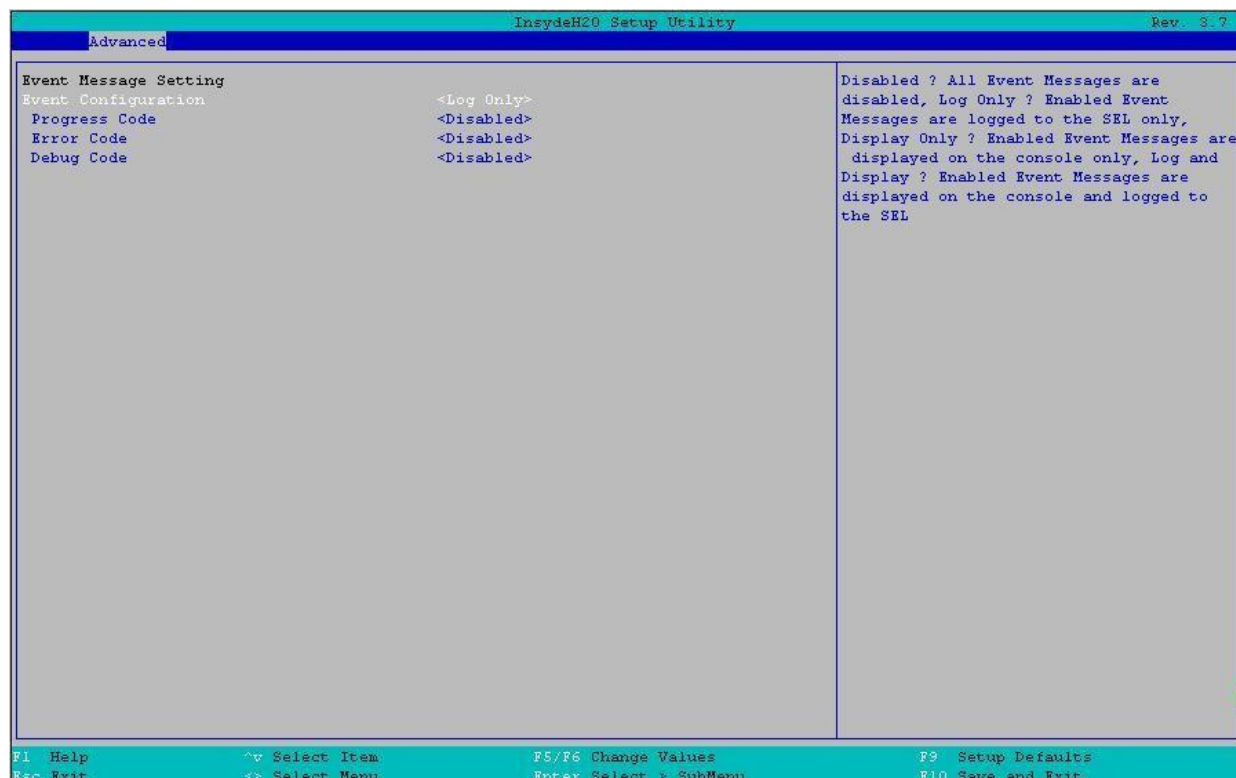 InsydeH20 Setup Utility Rev. 3.7
Advanced
Event Message Setting
Event Configuration <Log Only>
Progress Code <Disabled>
Error Code <Disabled>
Debug Code <Disabled>
Disabled ? All Event Messages are
disabled, Log Only ? Enabled Event
Messages are logged to the SEL only,
Display Only ? Enabled Event Messages are
displayed on the console only, Log and
Display ? Enabled Event Messages are
displayed on the console and logged to
the SEL
F1 Help ^v Select Item F5/F6 Change Values F9 Setup Defaults
Esc Exit <> Select Menu Enter Select > SubMenu F10 Save and Exit